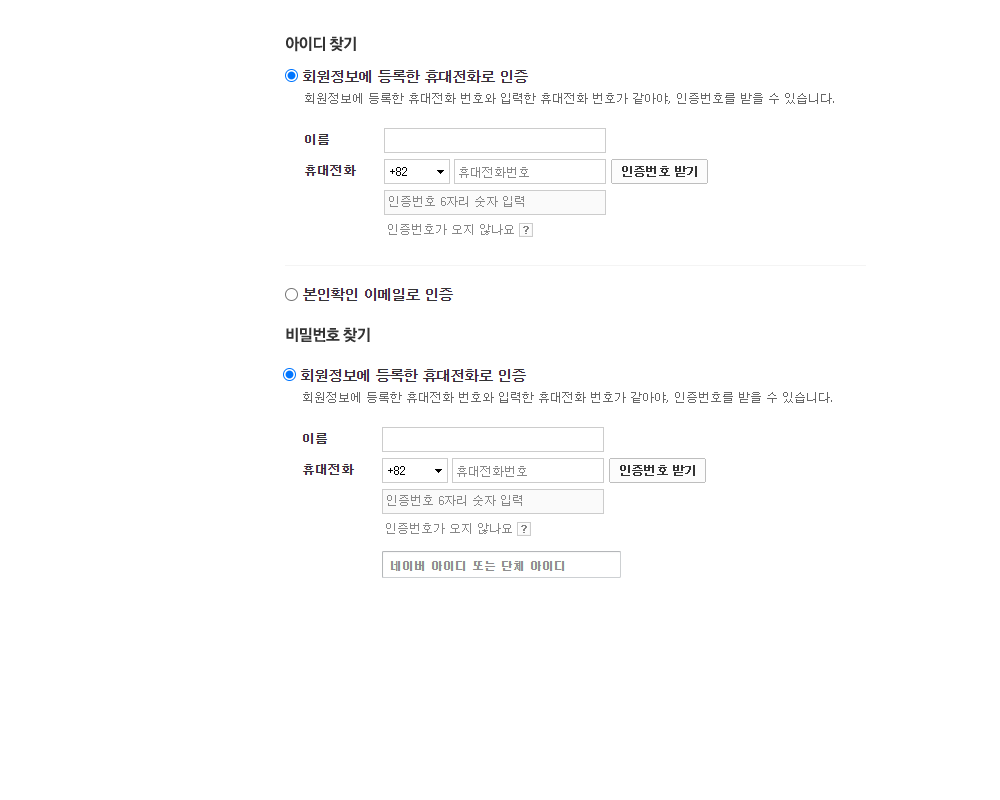 아이디 찾기
회원정보에 등록한 휴대전화로 인증
회원정보에 등록한 휴대전화 번호와 입력한 휴대전화 번호가 같아야, 인증번호를 받을 수 있습니다.
이름
휴대전화 +82 휴대전화번호 인증번호 받기
인증번호 6자리 숫자 입력
인증번호가 오지 않나요 ?
본인확인 이메일로 인증
비밀번호 찾기
회원정보에 등록한 휴대전화로 인증
회원정보에 등록한 휴대전화 번호와 입력한 휴대전화 번호가 같아야, 인증번호를 받을 수 있습니다.
이름
휴대전화 +82 휴대전화번호 인증번호 받기
인증번호 6자리 숫자 입력
인증번호가 오지 않나요 ?
네이버 아이디 또는 단체 아이디